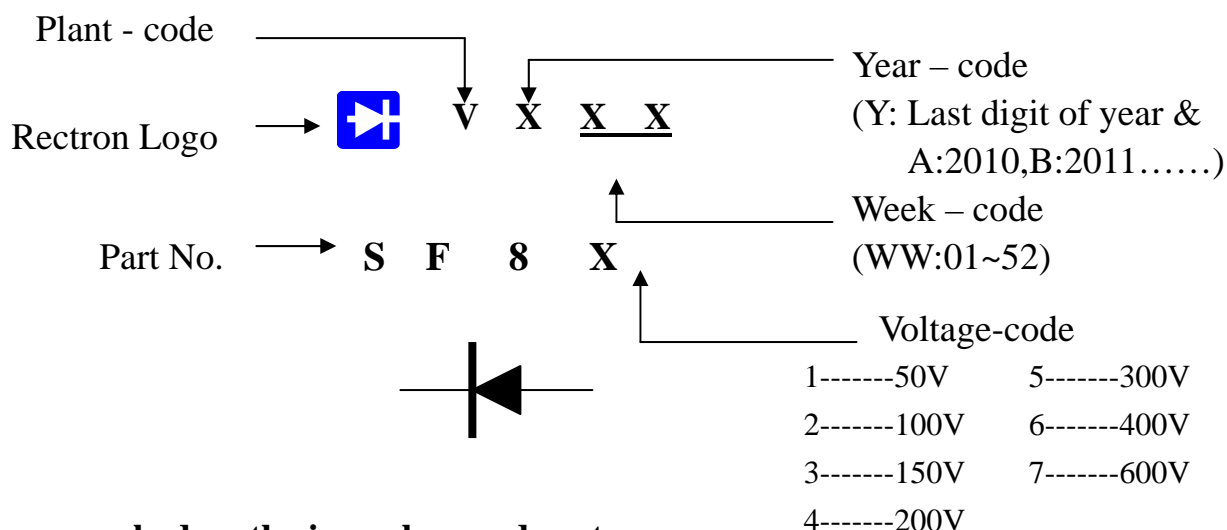 Plant - code
Year – code
Rectron Logo
V X X X
(Y: Last digit of year &
A:2010,B:2011……)
Week – code
(WW:01~52)
Part No.
S F 8 X
Voltage-code
1-------50V 5-------300V
2-------100V 6-------400V
3-------150V 7-------600V
4-------200V